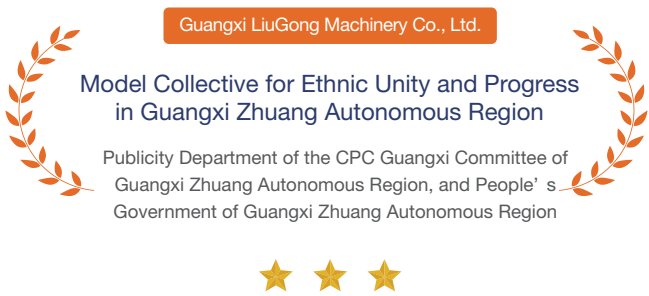 Guangxi LiuGong Machinery Co., Ltd.
Model Collective for Ethnic Unity and Progress
in Guangxi Zhuang Autonomous Region
Publicity Department of the CPC Guangxi Committee of
Guangxi Zhuang Autonomous Region, and People’ s
Government of Guangxi Zhuang Autonomous Region